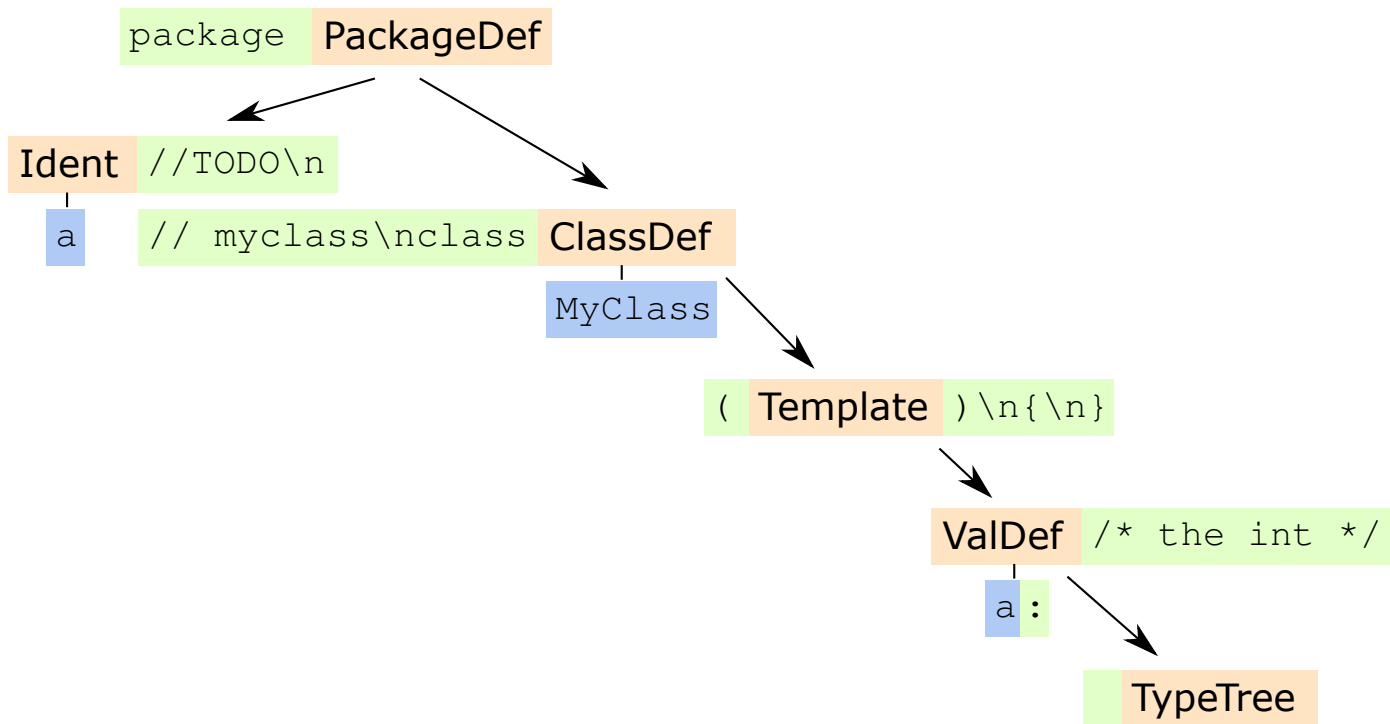 package PackageDef
Ident //TODO\n
a // myclass\nclass ClassDef
MyClass
( Template )\n{\n}
ValDef /* the int */
a :
TypeTree